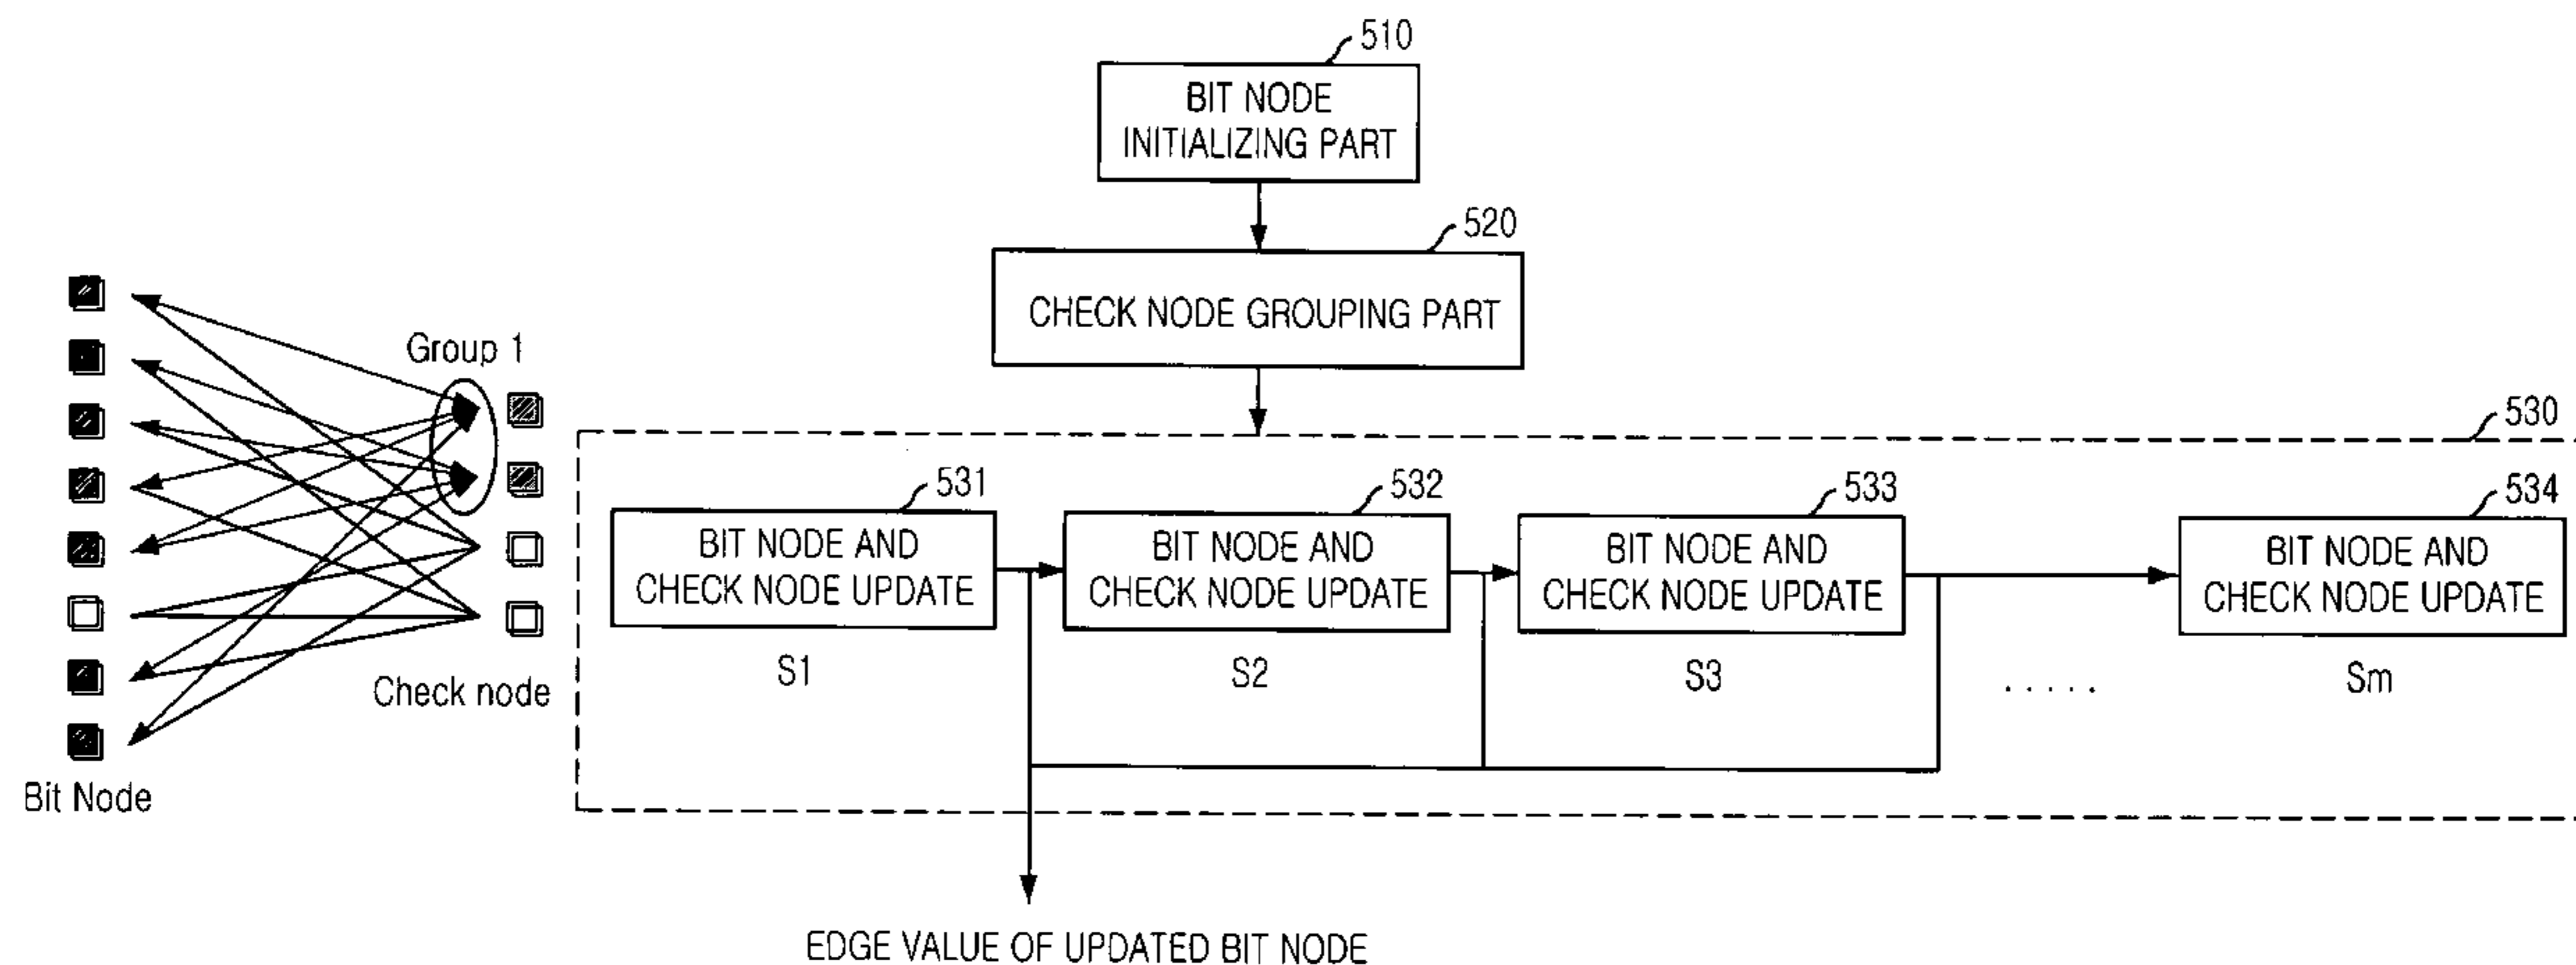 510
BIT NODE
INITIALIZING PART
520
CHECK NODE GROUPING PART
Group 1
Check node
Bit Node
530
531
BIT NODE AND
CHECK NODE UPDATE
S1
532
BIT NODE AND
CHECK NODE UPDATE
S2
533
BIT NODE AND
CHECK NODE UPDATE
S3
.....
534
BIT NODE AND
CHECK NODE UPDATE
Sm
EDGE VALUE OF UPDATED BIT NODE